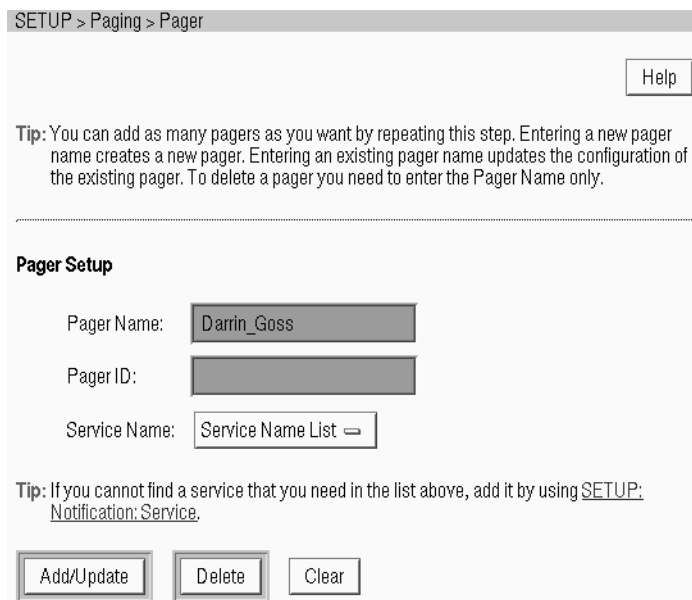 SETUP > Paging > Pager
Help
Tip: You can add as many pagers as you want by repeating this step. Entering a new pager
name creates a new pager. Entering an existing pager name updates the configuration of
the existing pager. To delete a pager you need to enter the Pager Name only.
Pager Setup
Pager Name: Darrin_Goss
Pager ID:
Service Name: Service Name List
Tip: If you cannot find a service that you need in the list above, add it by using SETUP:
Notification: Service.
Add/Update Delete Clear